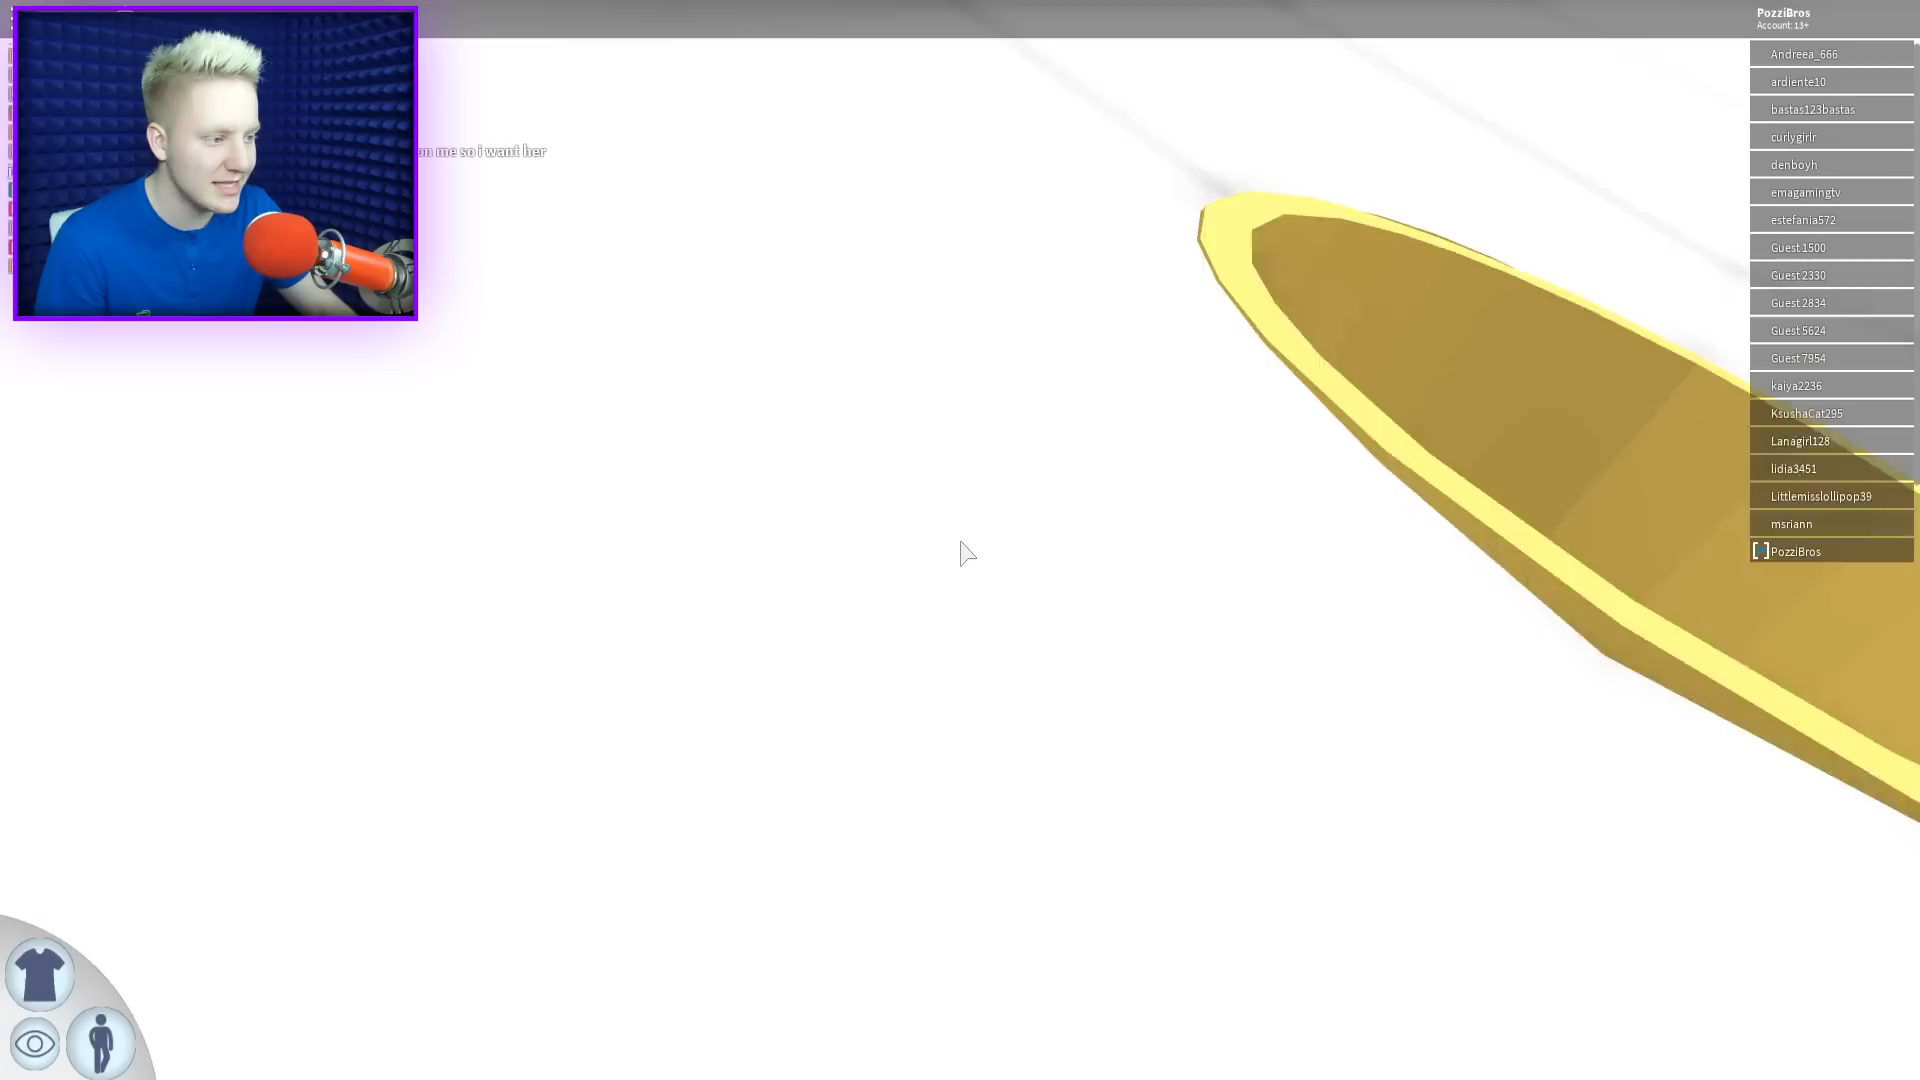 PozziBros
Account: 13+
on me so i want her
Andreea_666
ardiente10
bastas123bastas
curlygirlr
denboyh
emagamingtv
estefania572
Guest 1500
Guest 2330
Guest 2834
Guest 5624
Guest 7954
kaiya2236
KsushaCat295
Lanagirl128
lidia3451
Littlemisslollipop39
msriann
PozziBros